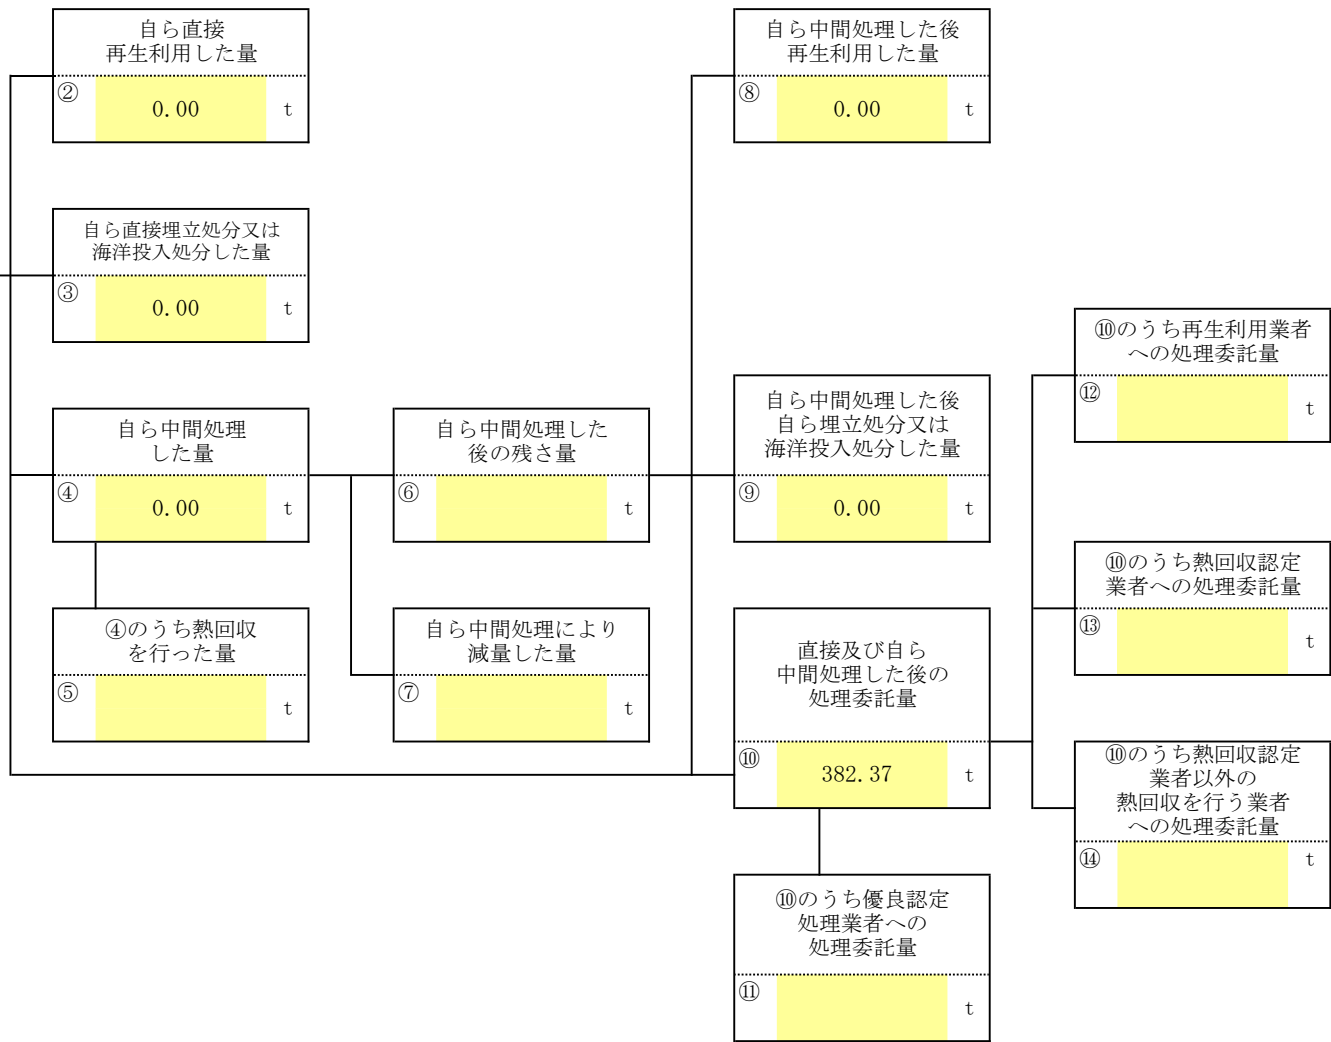 自ら直接
再生利用した量
②
0.00
t
自ら中間処理した後
再生利用した量
⑧
0.00
t
自ら直接埋立処分又は
海洋投入処分した量
③
0.00
t
⑩のうち再生利用業者
への処理委託量
⑫
t
自ら中間処理
した量
④
0.00
t
自ら中間処理した
後の残さ量
⑥
t
自ら中間処理した後
自ら埋立処分又は
海洋投入処分した量
⑨
0.00
t
⑩のうち熱回収認定
業者への処理委託量
⑬
t
④のうち熱回収
を行った量
⑤
t
自ら中間処理により
減量した量
⑦
t
直接及び自ら
中間処理した後の
処理委託量
⑩
382.37
t
⑩のうち熱回収認定
業者以外の
熱回収を行う業者
への処理委託量
⑭
t
⑩のうち優良認定
処理業者への
処理委託量
⑪
t